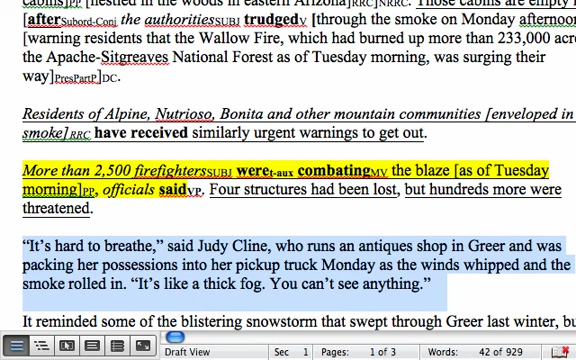 cabins]PP [nestled in the woods in eastern Arizona]RRC]NRRC. Those cabins are empty
[afterSubord-Conj the authoritiesSUBJ trudgedV [through the smoke on Monday afternoon
[warning residents that the Wallow Fire, which had burned up more than 233,000 acr
the Apache-Sitgreaves National Forest as of Tuesday morning, was surging their
way]PresPartP]DC.
Residents of Alpine, Nutrioso, Bonita and other mountain communities [enveloped in
smoke]RRC have received similarly urgent warnings to get out.
More than 2,500 firefightersSUBJ weret-aux combatingMV the blaze [as of Tuesday
morning]PP, officials saidVP. Four structures had been lost, but hundreds more were
threatened.
“It’s hard to breathe,” said Judy Cline, who runs an antiques shop in Greer and was
packing her possessions into her pickup truck Monday as the winds whipped and the
smoke rolled in. “It’s like a thick fog. You can’t see anything.”
It reminded some of the blistering snowstorm that swept through Greer last winter, bu
Draft View Sec 1 Pages: 1 of 3 Words: 42 of 929